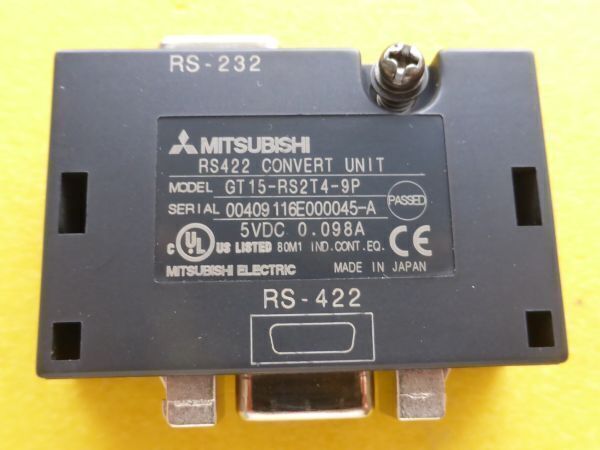 RS-232
MITSUBISHI
RS422 CONVERT UNIT
MODEL GT15-RS2T4-9P
SERIAL 00409116E000045-A PASSED
5VDC 0.098A
C UL US LISTED 80M1 IND.CONT.EQ. CE
MITSUBISHI ELECTRIC MADE IN JAPAN
RS-422